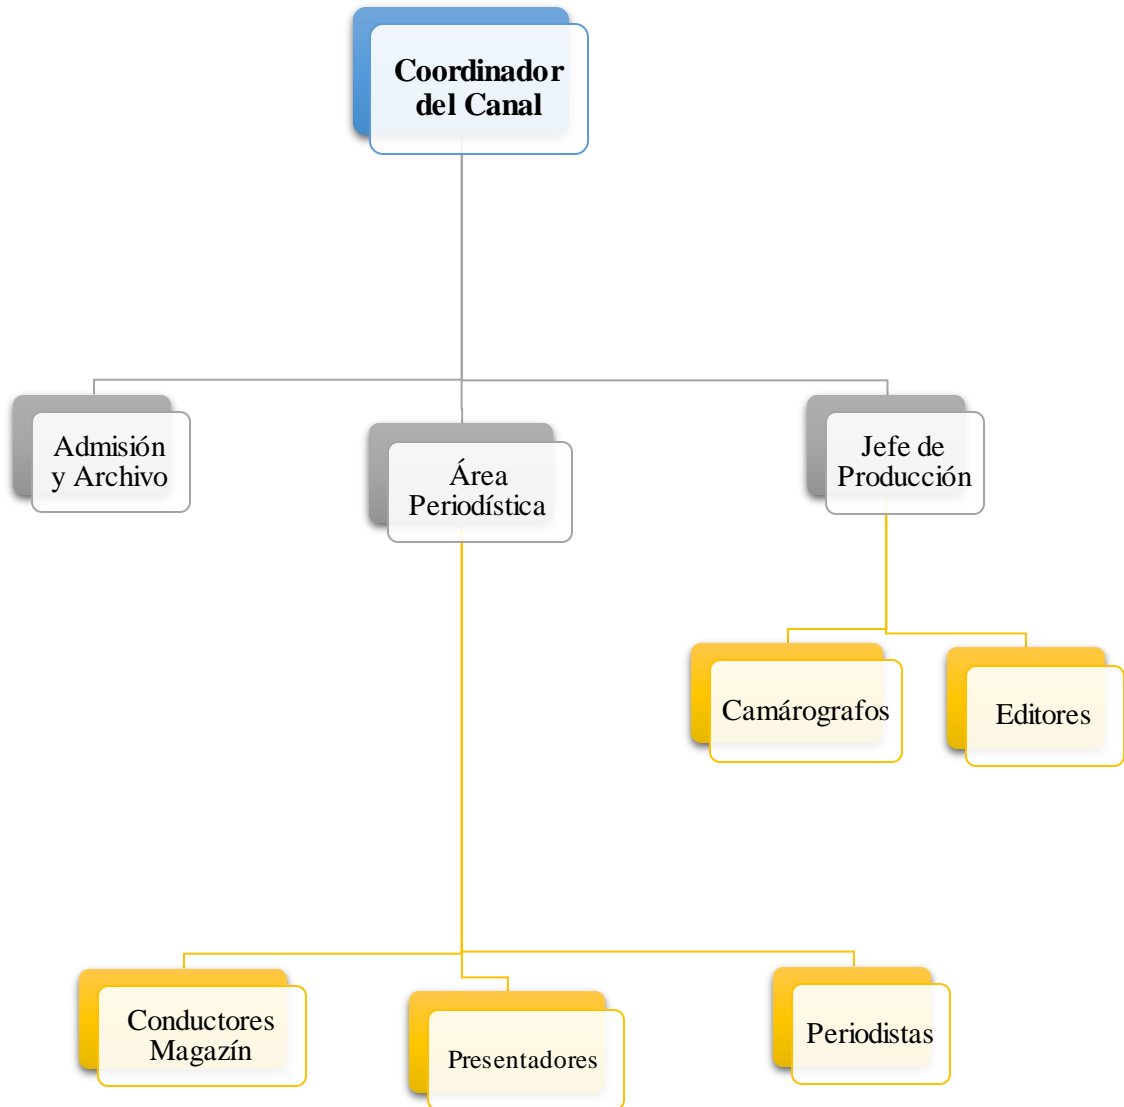 Coordinador
del Canal
Admisión
y Archivo
Área
Periodística
Jefe de
Producción
Camárografos
Editores
Conductores
Magazín
Presentadores
Periodistas